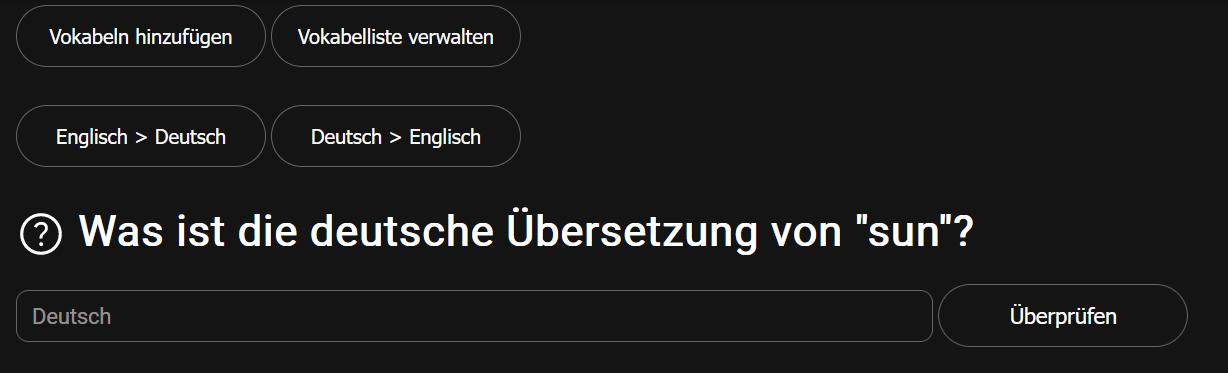 Vokabeln hinzufügen Vokabelliste verwalten
Englisch > Deutsch Deutsch > Englisch
? Was ist die deutsche Übersetzung von "sun"?
Deutsch Überprüfen